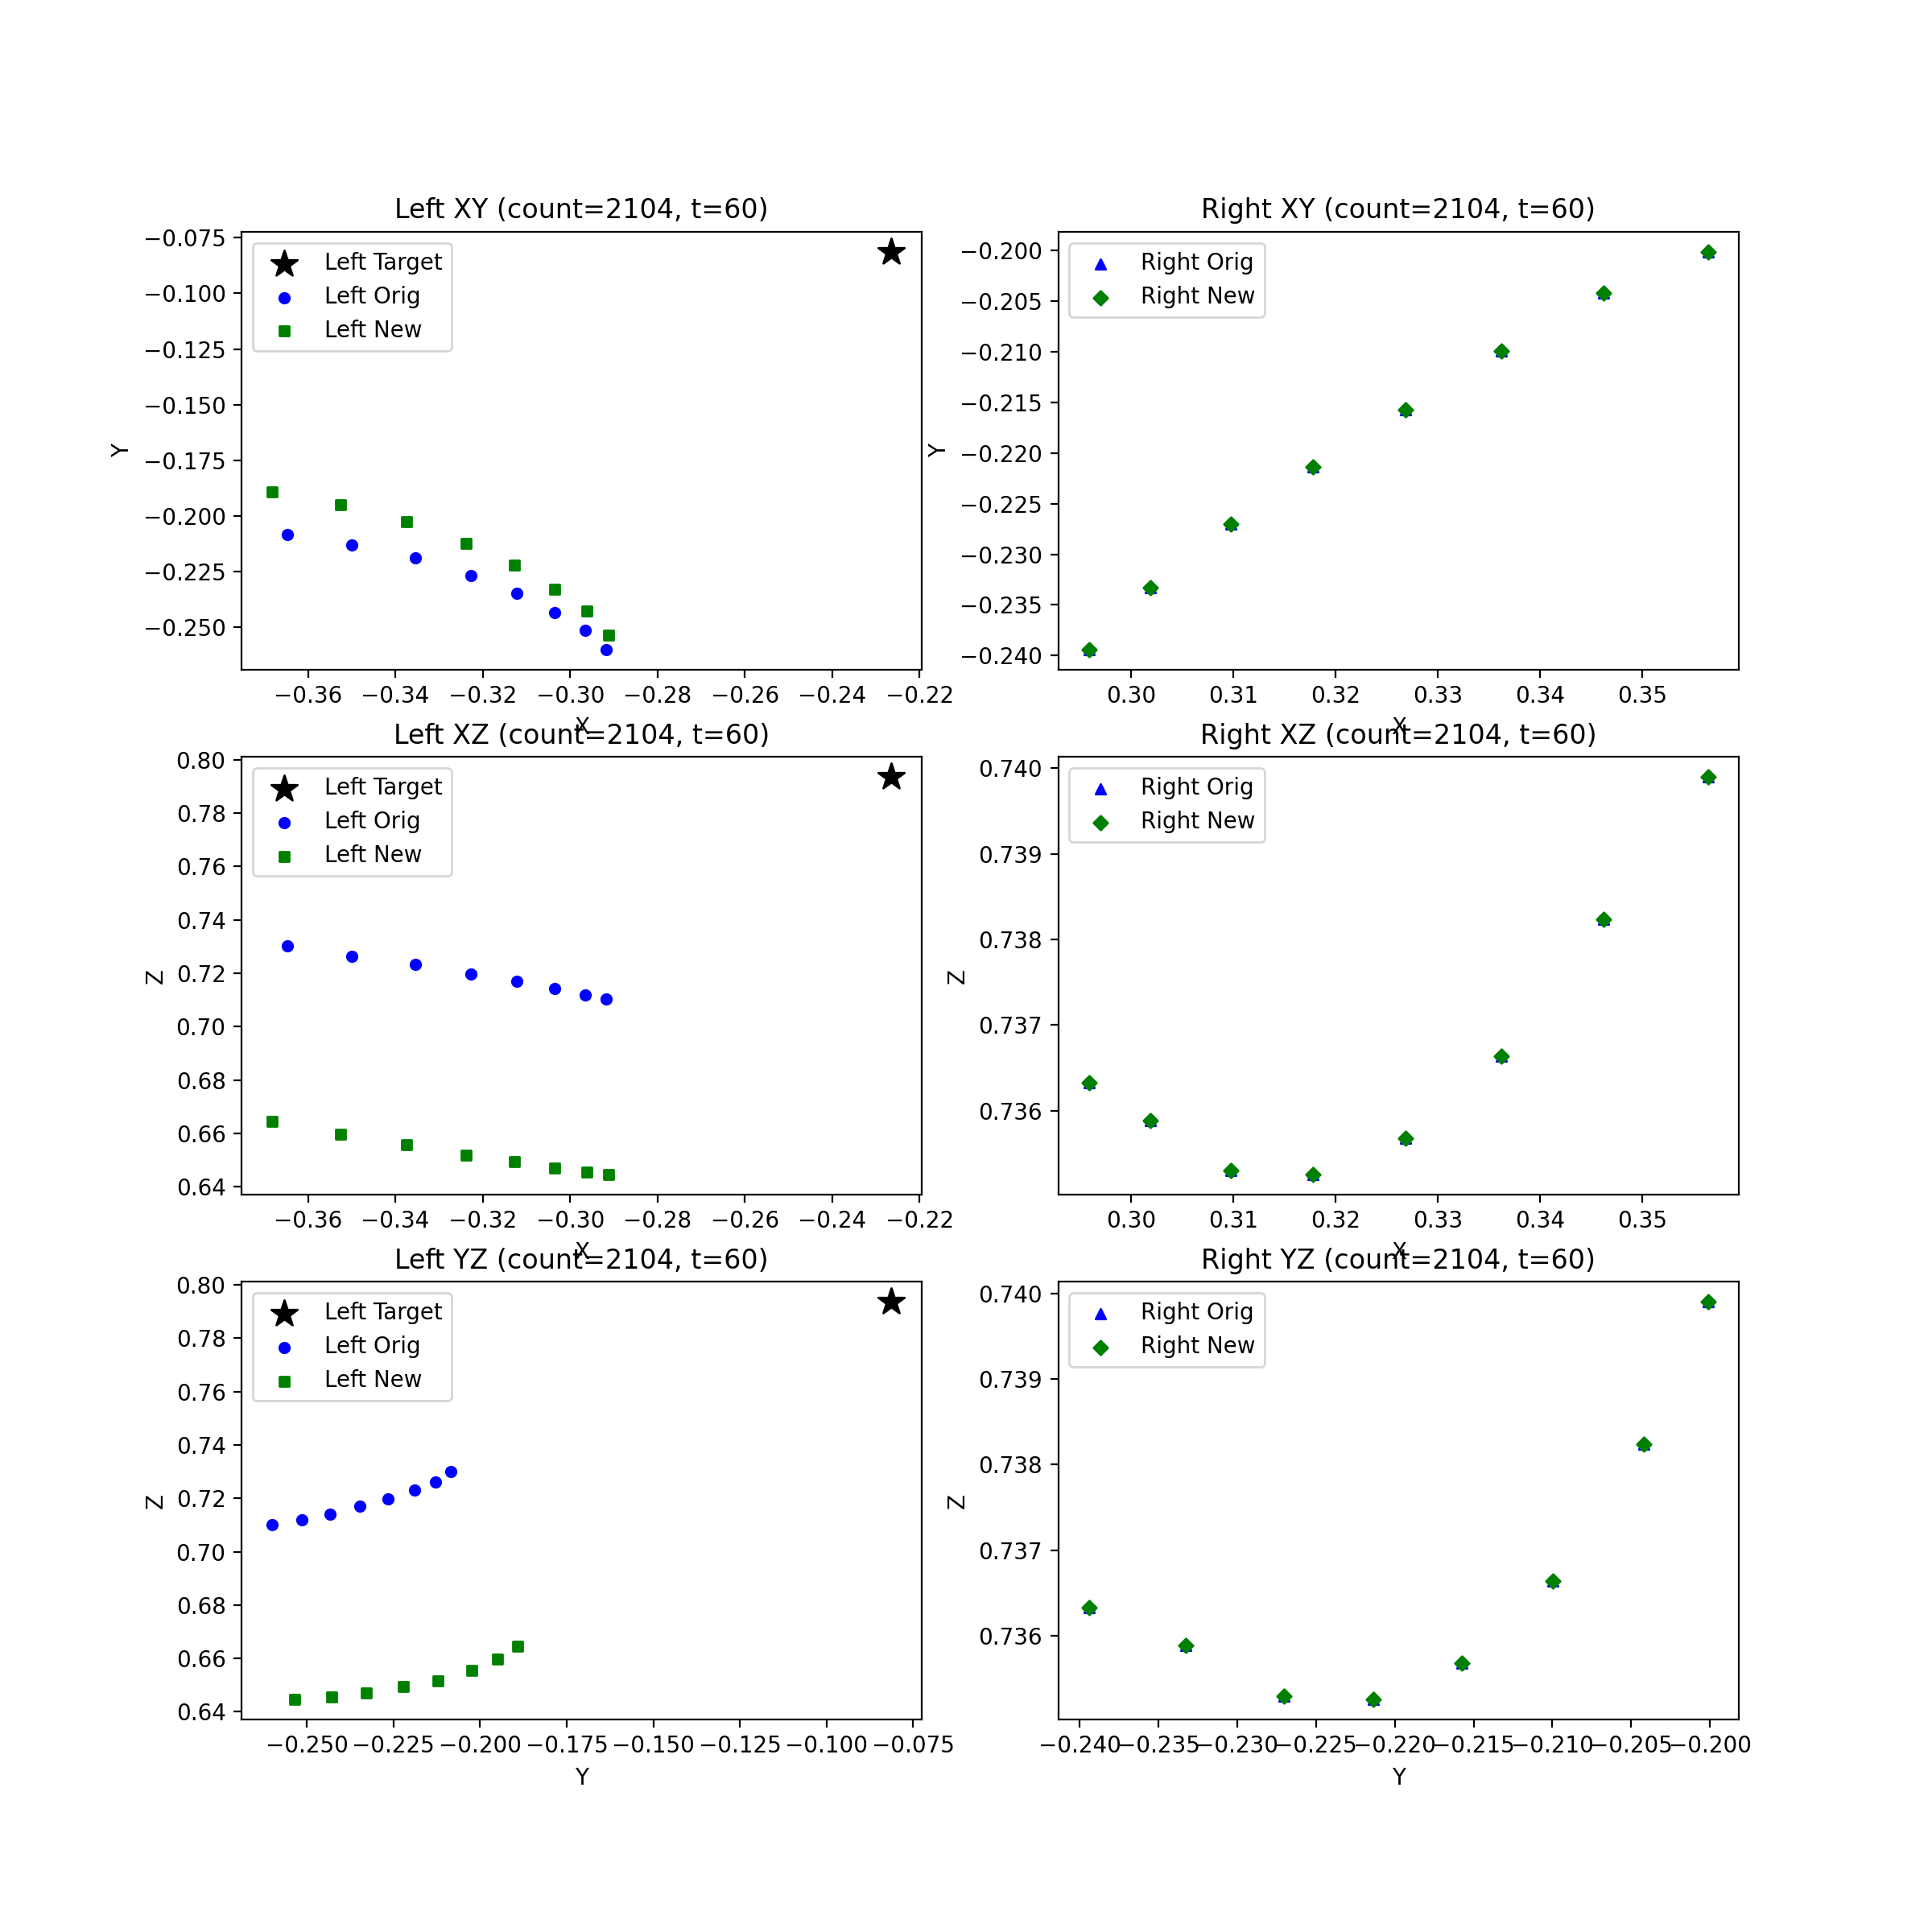 Left XY (count=2104, t=60)
Right XY (count=2104, t=60)
Left Target
Left Orig
Left New
−0.075
−0.100
−0.125
−0.150
−0.175
−0.200
−0.225
−0.250
Y
−0.36 −0.34 −0.32 −0.30 −0.28 −0.26 −0.24 −0.22
X
Right Orig
Right New
−0.200
−0.205
−0.210
−0.215
−0.220
−0.225
−0.230
−0.235
−0.240
Y
0.30 0.31 0.32 0.33 0.34 0.35
X
Left XZ (count=2104, t=60)
Right XZ (count=2104, t=60)
Left Target
Left Orig
Left New
0.80
0.78
0.76
0.74
0.72
0.70
0.68
0.66
0.64
Z
−0.36 −0.34 −0.32 −0.30 −0.28 −0.26 −0.24 −0.22
X
Right Orig
Right New
0.740
0.739
0.738
0.737
0.736
Z
0.30 0.31 0.32 0.33 0.34 0.35
X
Left YZ (count=2104, t=60)
Right YZ (count=2104, t=60)
Left Target
Left Orig
Left New
0.80
0.78
0.76
0.74
0.72
0.70
0.68
0.66
0.64
Z
−0.250 −0.225 −0.200 −0.175 −0.150 −0.125 −0.100 −0.075
Y
Right Orig
Right New
0.740
0.739
0.738
0.737
0.736
Z
−0.240 −0.235 −0.230 −0.225 −0.220 −0.215 −0.210 −0.205 −0.200
Y